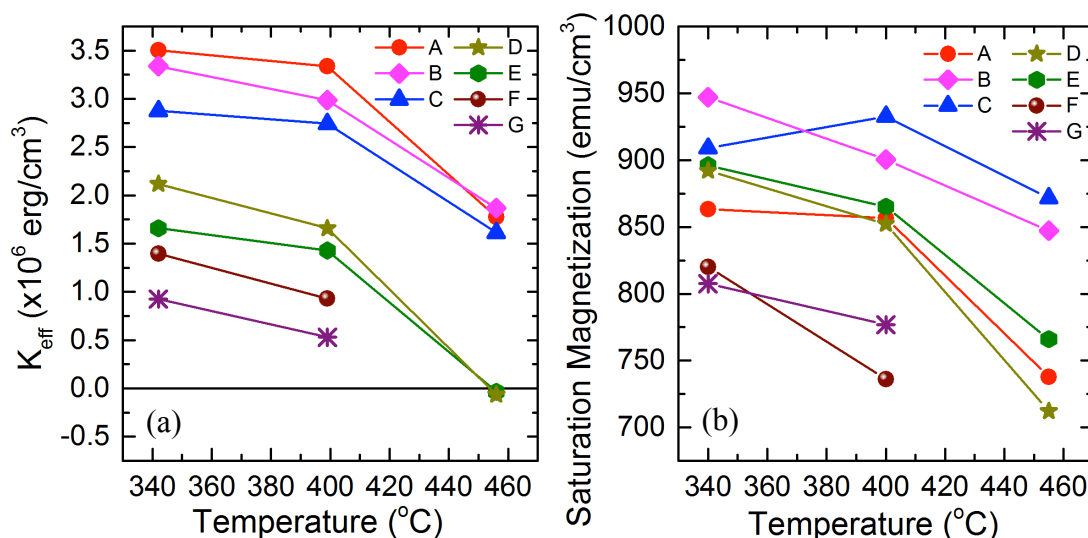 K_eff (x10^6 erg/cm^3)
3.5
3.0
2.5
2.0
1.5
1.0
0.5
0.0
-0.5
A
B
C
D
E
F
G
(a)
340 360 380 400 420 440 460
Temperature (°C)
Saturation Magnetization (emu/cm^3)
1000
950
900
850
800
750
700
A
B
C
D
E
F
G
(b)
340 360 380 400 420 440 460
Temperature (°C)